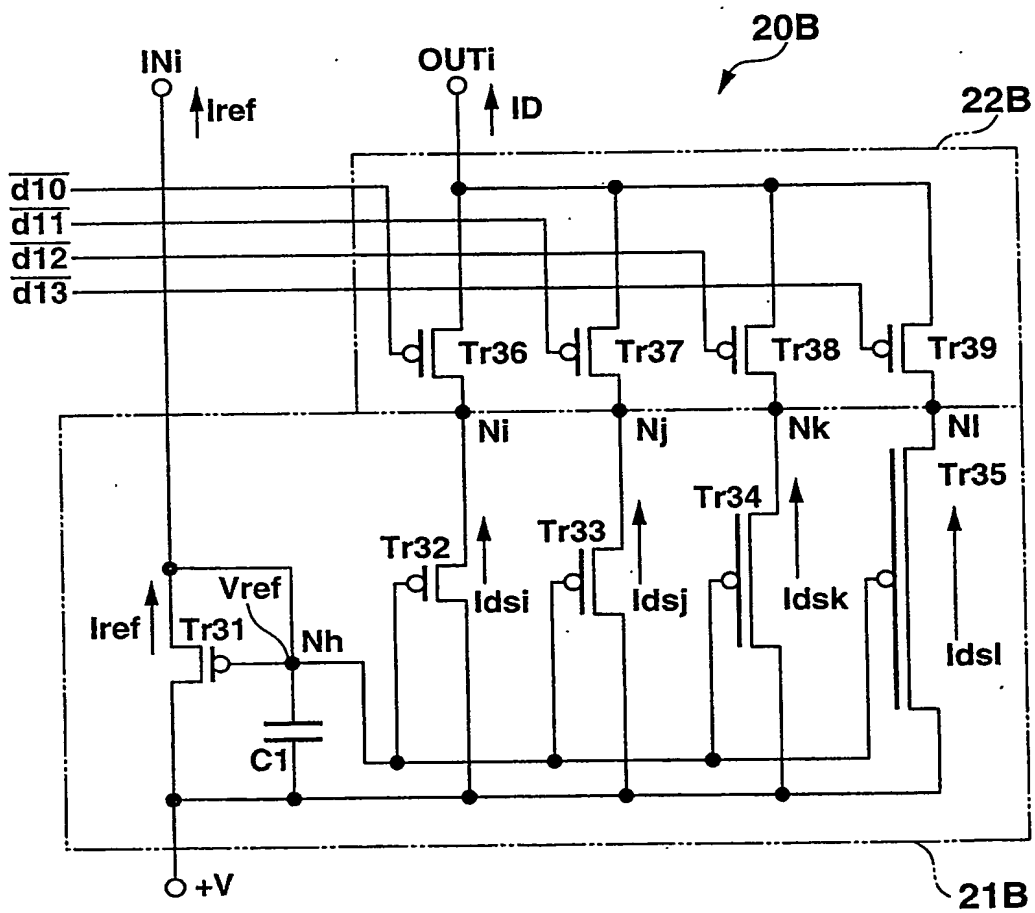 20B
INi
OUTi
Iref
ID
22B
d10
d11
d12
d13
Tr36
Tr37
Tr38
Tr39
Ni
Nj
Nk
Nl
Tr35
Tr34
Tr33
Tr32
Vref
Idsi
Idsj
Idsk
Iref
Tr31
Nh
Idsl
C1
+V
21B